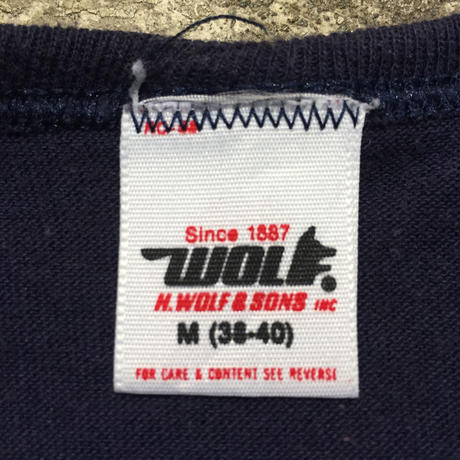 Since 1887
WOLF
H. WOLF & SONS INC
M (38-40)
FOR CARE & CONTENT SEE REVERSE